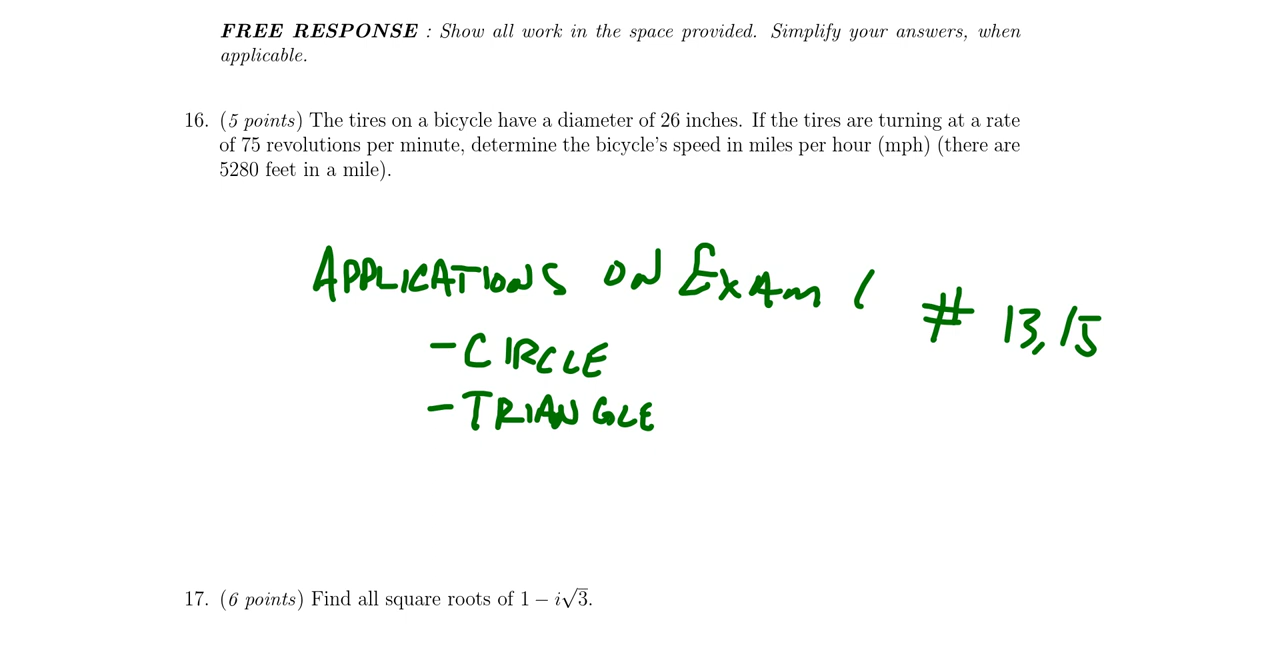 FREE RESPONSE : Show all work in the space provided. Simplify your answers, when
applicable.
16. (5 points) The tires on a bicycle have a diameter of 26 inches. If the tires are turning at a rate
of 75 revolutions per minute, determine the bicycle's speed in miles per hour (mph) (there are
5280 feet in a mile).
APPLICATIONS ON EXAM 1 # 13, 15
- CIRCLE
- TRIANGLE
17. (6 points) Find all square roots of 1 − i√3.